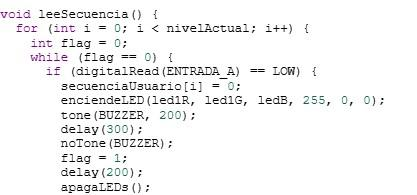 void leeSecuencia() {
for (int i = 0; i < nivelActual; i++) {
int flag = 0;
while (flag == 0) {
if (digitalRead(ENTRADA_A) == LOW) {
secuenciaUsuario[i] = 0;
enciendeLED(led1R, led1G, ledB, 255, 0, 0);
tone(BUZZER, 200);
delay(300);
noTone(BUZZER);
flag = 1;
delay(200);
apagaLEDs();